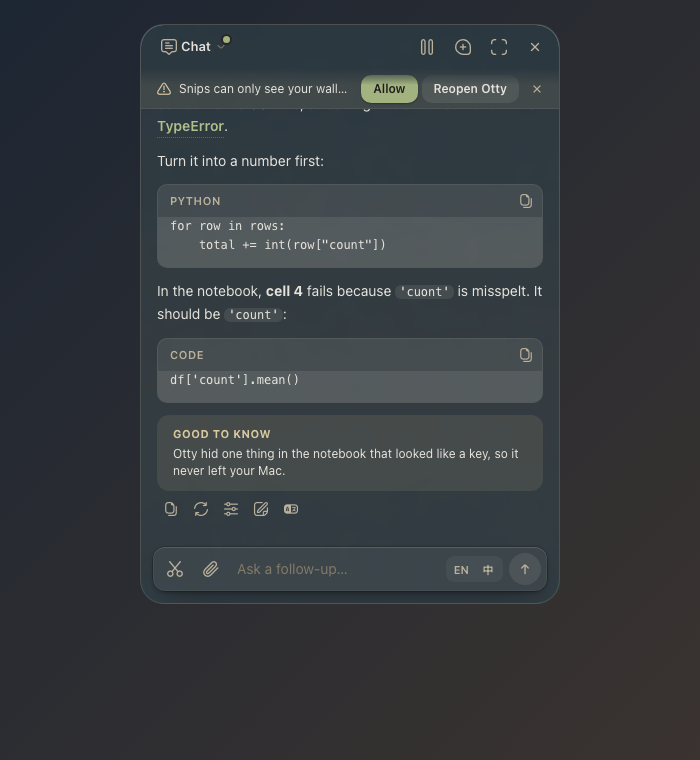 Chat
Snips can only see your wall...
Allow
Reopen Otty
TypeError.
Turn it into a number first:
PYTHON
for row in rows:
    total += int(row["count"])
In the notebook, cell 4 fails because 'cuont' is misspelt. It
should be 'count':
CODE
df['count'].mean()
GOOD TO KNOW
Otty hid one thing in the notebook that looked like a key, so it
never left your Mac.
Ask a follow-up...
EN 中